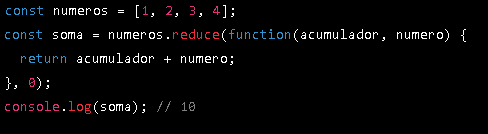 const numeros = [1, 2, 3, 4];
const soma = numeros.reduce(function(acumulador, numero) {
  return acumulador + numero;
}, 0);
console.log(soma); // 10